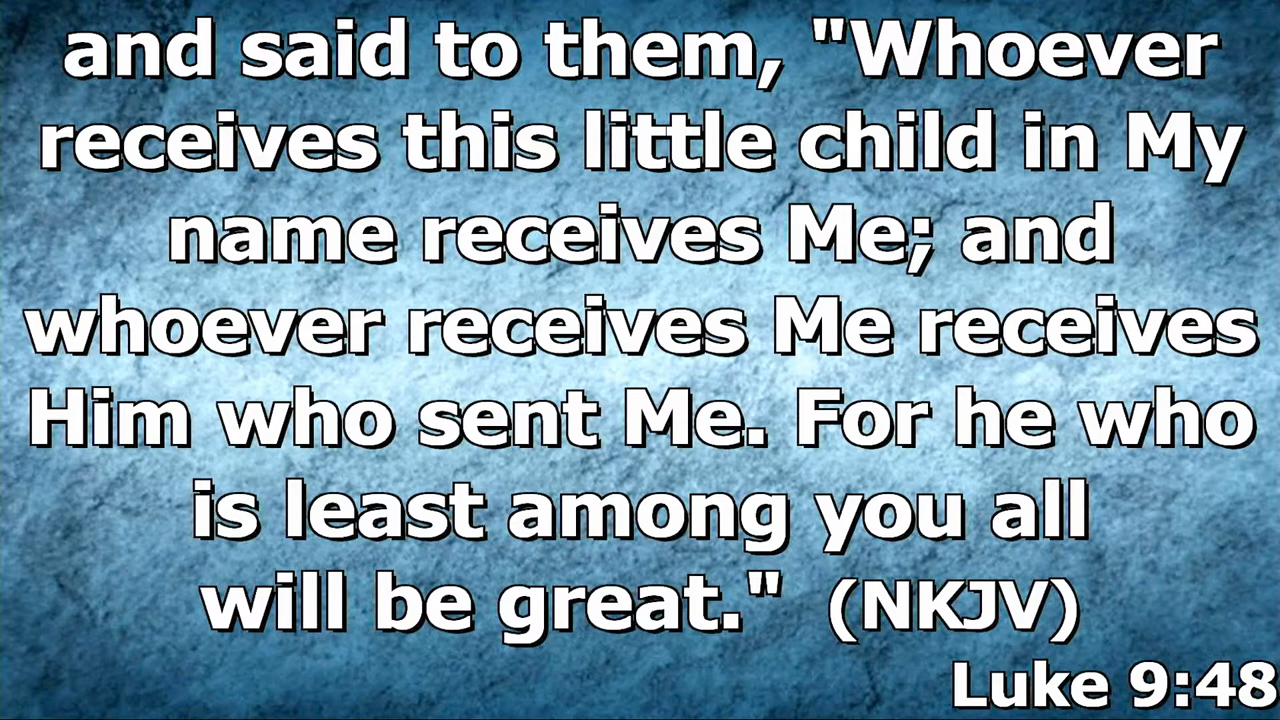 and said to them, "Whoever
receives this little child in My
name receives Me; and
whoever receives Me receives
Him who sent Me. For he who
is least among you all
will be great."  (NKJV)
Luke 9:48